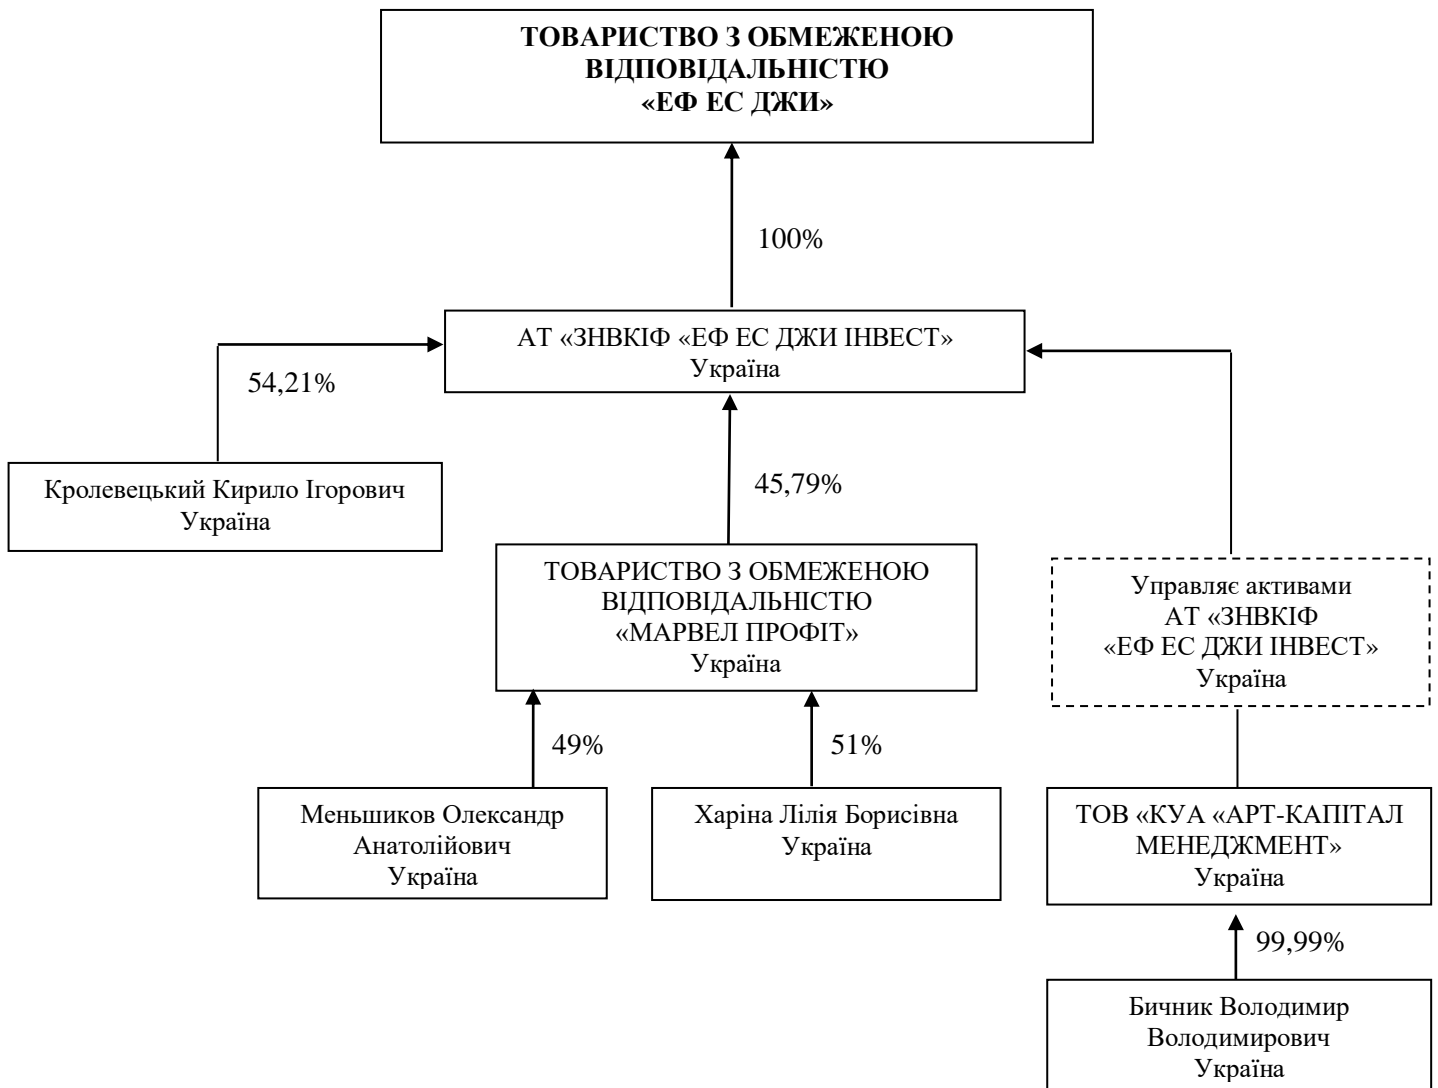 ТОВАРИСТВО З ОБМЕЖЕНОЮ
ВІДПОВІДАЛЬНІСТЮ
«ЕФ ЕС ДЖИ»
100%
АТ «ЗНВКІФ «ЕФ ЕС ДЖИ ІНВЕСТ»
Україна
54,21%
Кролевецький Кирило Ігорович
Україна
45,79%
ТОВАРИСТВО З ОБМЕЖЕНОЮ
ВІДПОВІДАЛЬНІСТЮ
«МАРВЕЛ ПРОФІТ»
Україна
Управляє активами
АТ «ЗНВКІФ
«ЕФ ЕС ДЖИ ІНВЕСТ»
Україна
49%
51%
Меньшиков Олександр
Анатолійович
Україна
Харіна Лілія Борисівна
Україна
ТОВ «КУА «АРТ-КАПІТАЛ
МЕНЕДЖМЕНТ»
Україна
99,99%
Бичник Володимир
Володимирович
Україна